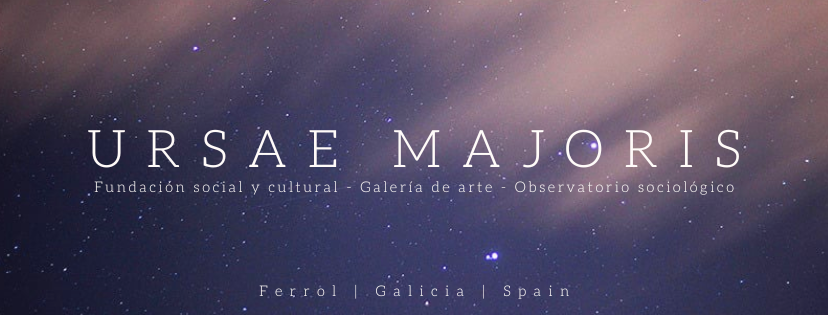 URSAE MAJORIS
Fundación social y cultural - Galería de arte - Observatorio sociológico
Ferrol | Galicia | Spain